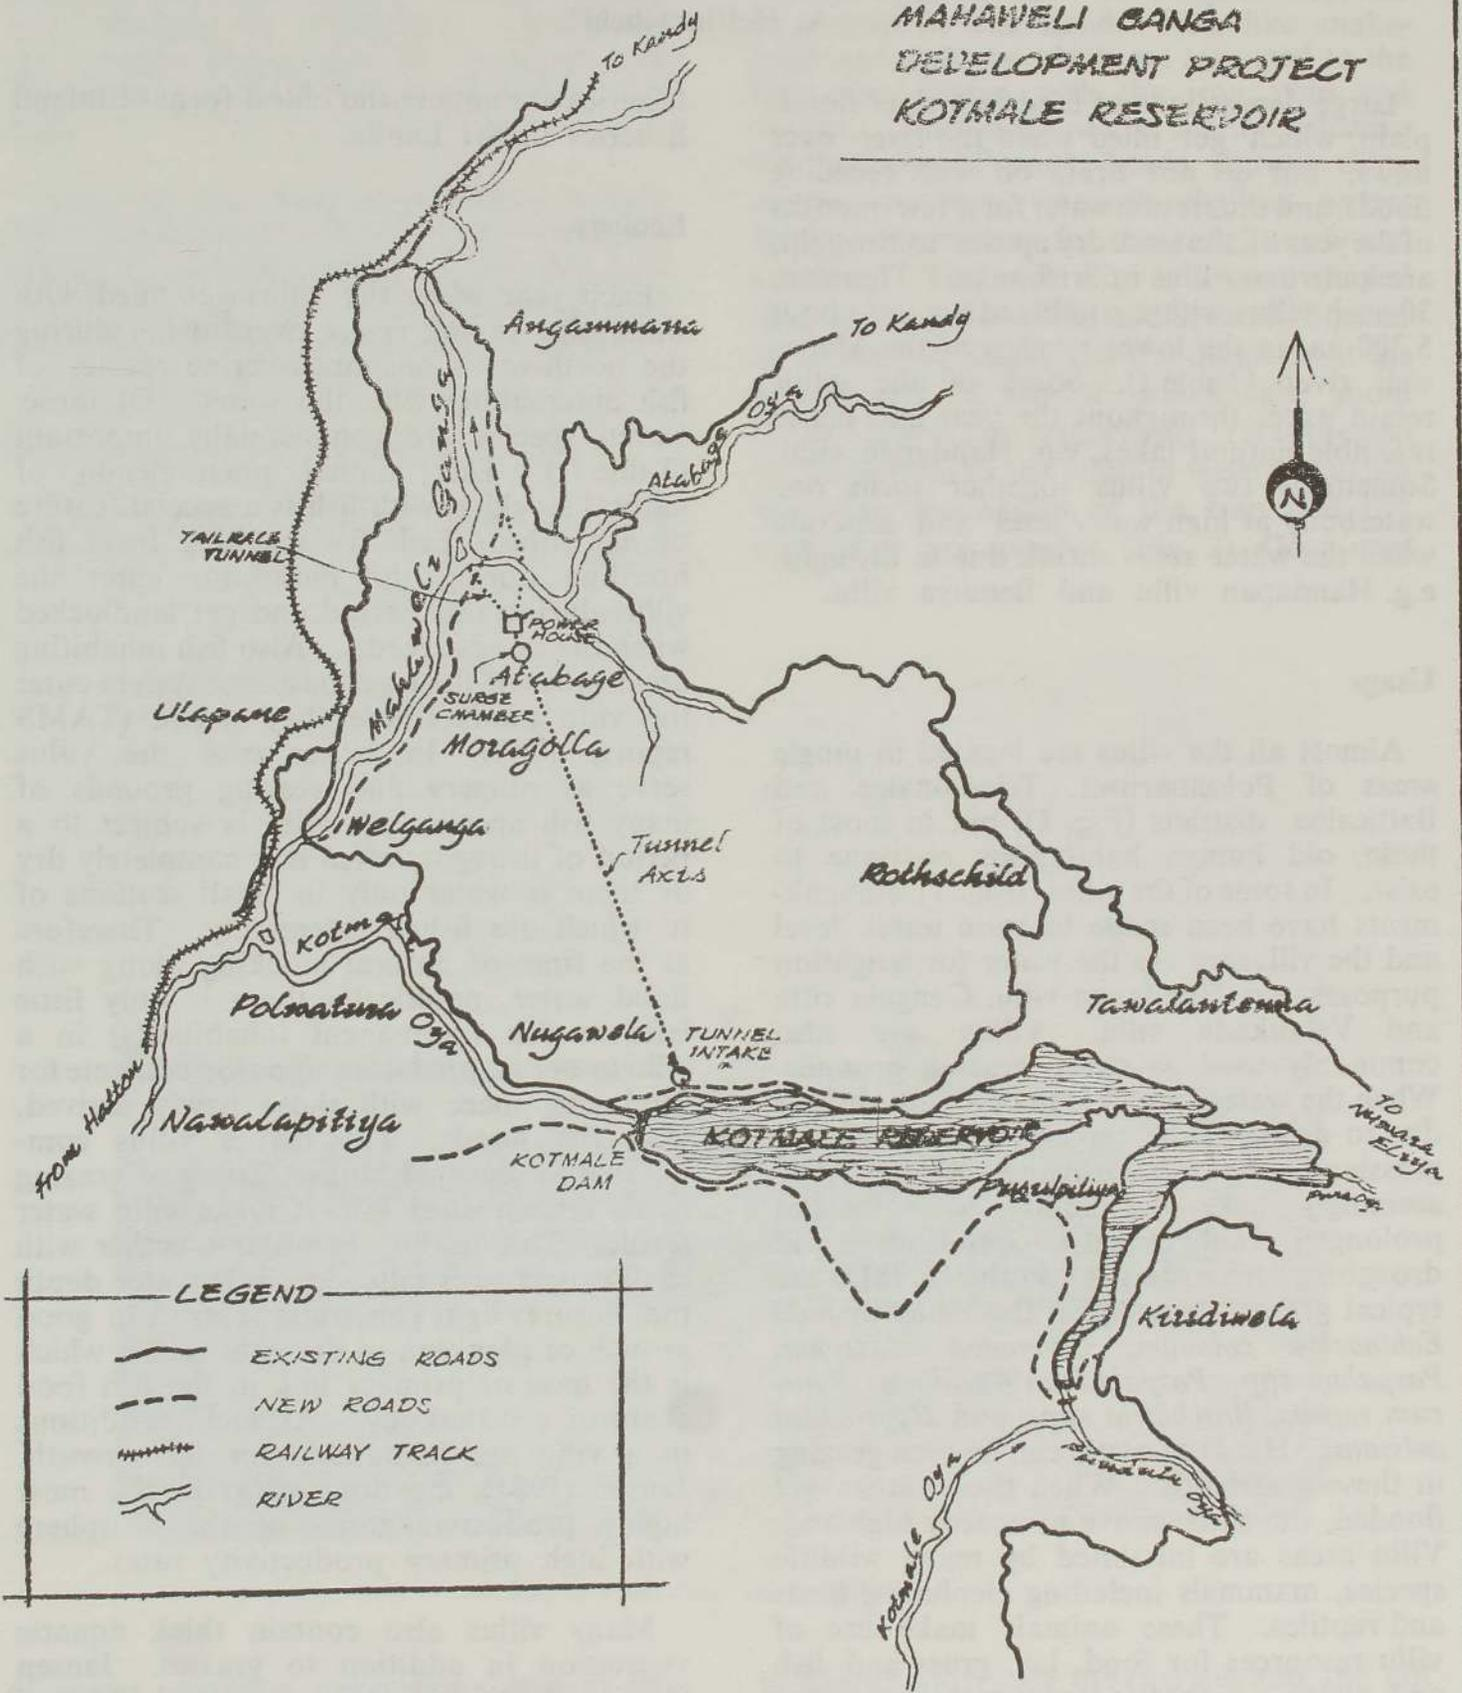 MAHAWELI GANGA
DEVELOPMENT PROJECT
KOTMALE RESERVOIR
To Kandy
Angammana
To Kandy
Atabage Oya
Mahaweli Ganga
N
TAILRACE
TUNNEL
POWER
HOUSE
Atabage
SURGE
CHAMBER
Ulapane
Moragolla
Welganga
Tunnel
Axis
Rothschild
Kotmale Oya
Polwatura
Nugawela
TUNNEL
INTAKE
Tawalantenna
From Hatton
Nawalapitiya
KOTMALE
DAM
KOTMALE RESERVOIR
TO
Nuwara
Eliya
Pusulpitiya
Kiridiwela
Kotmale Oya
LEGEND
EXISTING ROADS
NEW ROADS
RAILWAY TRACK
RIVER